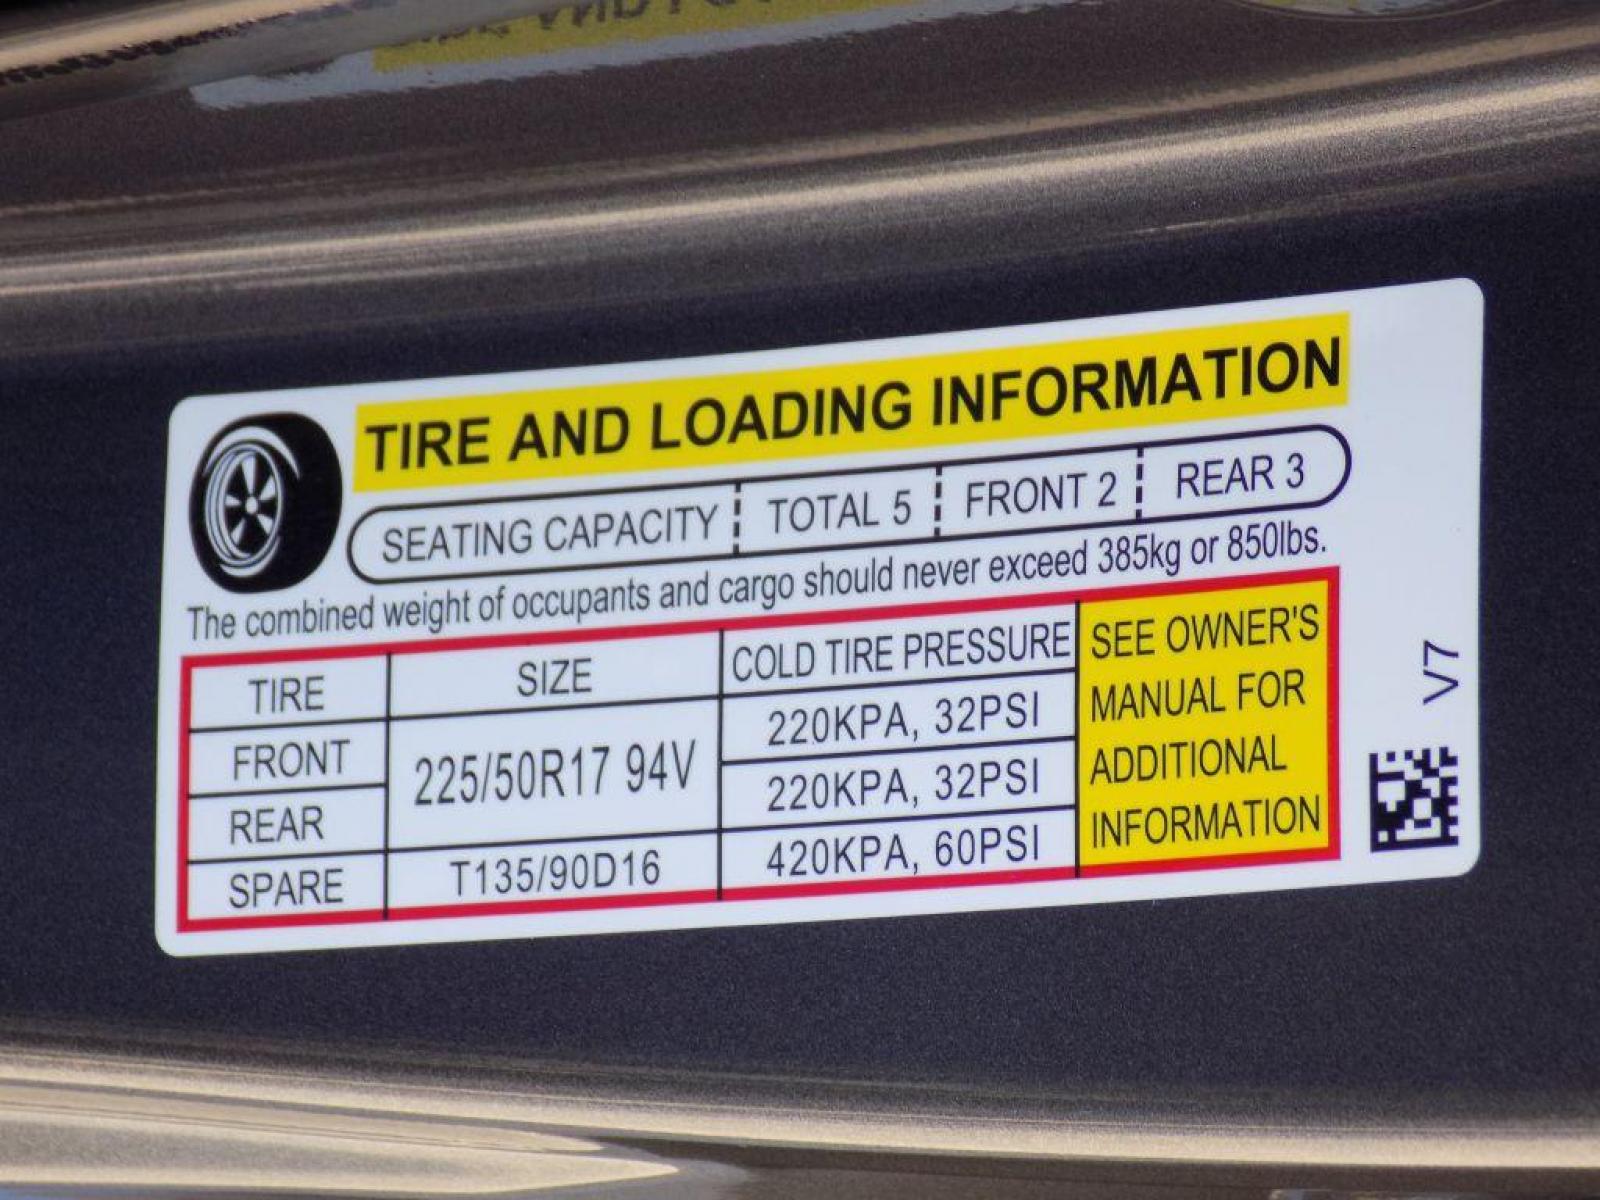 TIRE AND LOADING INFORMATION
SEATING CAPACITY TOTAL 5 FRONT 2 REAR 3
The combined weight of occupants and cargo should never exceed 385kg or 850lbs.
TIRE SIZE COLD TIRE PRESSURE
FRONT 225/50R17 94V 220KPA, 32PSI
REAR 220KPA, 32PSI
SPARE T135/90D16 420KPA, 60PSI
SEE OWNER'S
MANUAL FOR
ADDITIONAL
INFORMATION
V7